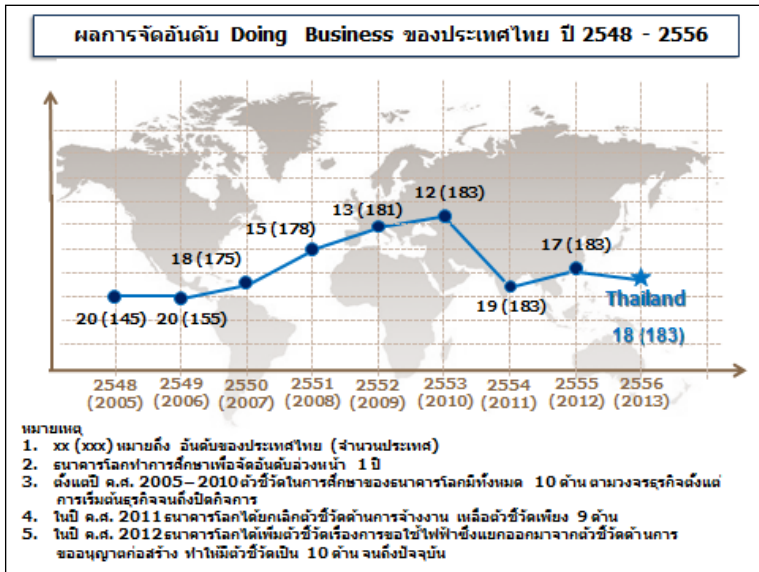 ผลการจัดอันดับ Doing Business ของประเทศไทย ปี 2548 - 2556
12 (183)
13 (181)
15 (178)
17 (183)
18 (175)
Thailand
20 (145)
20 (155)
19 (183)
18 (183)
2548 2549 2550 2551 2552 2553 2554 2555 2556
(2005) (2006) (2007) (2008) (2009) (2010) (2011) (2012) (2013)
หมายเหตุ
1. xx (xxx) หมายถึง อันดับของประเทศไทย (จำนวนประเทศ)
2. ธนาคารโลกทำการศึกษาเพื่อจัดอันดับล่วงหน้า 1 ปี
3. ตั้งแต่ปี ค.ศ. 2005–2010 ตัวชี้วัดในการศึกษาของธนาคารโลกมีทั้งหมด 10 ด้าน ตามวงจรธุรกิจตั้งแต่
การเริ่มต้นธุรกิจจนถึงปิดกิจการ
4. ในปี ค.ศ. 2011 ธนาคารโลกได้ยกเลิกตัวชี้วัดด้านการจ้างงาน เหลือตัวชี้วัดเพียง 9 ด้าน
5. ในปี ค.ศ. 2012 ธนาคารโลกได้เพิ่มตัวชี้วัดเรื่องการขอใช้ไฟฟ้าซึ่งแยกออกมาจากตัวชี้วัดด้านการ
ขออนุญาตก่อสร้าง ทำให้มีตัวชี้วัดเป็น 10 ด้าน จนถึงปัจจุบัน